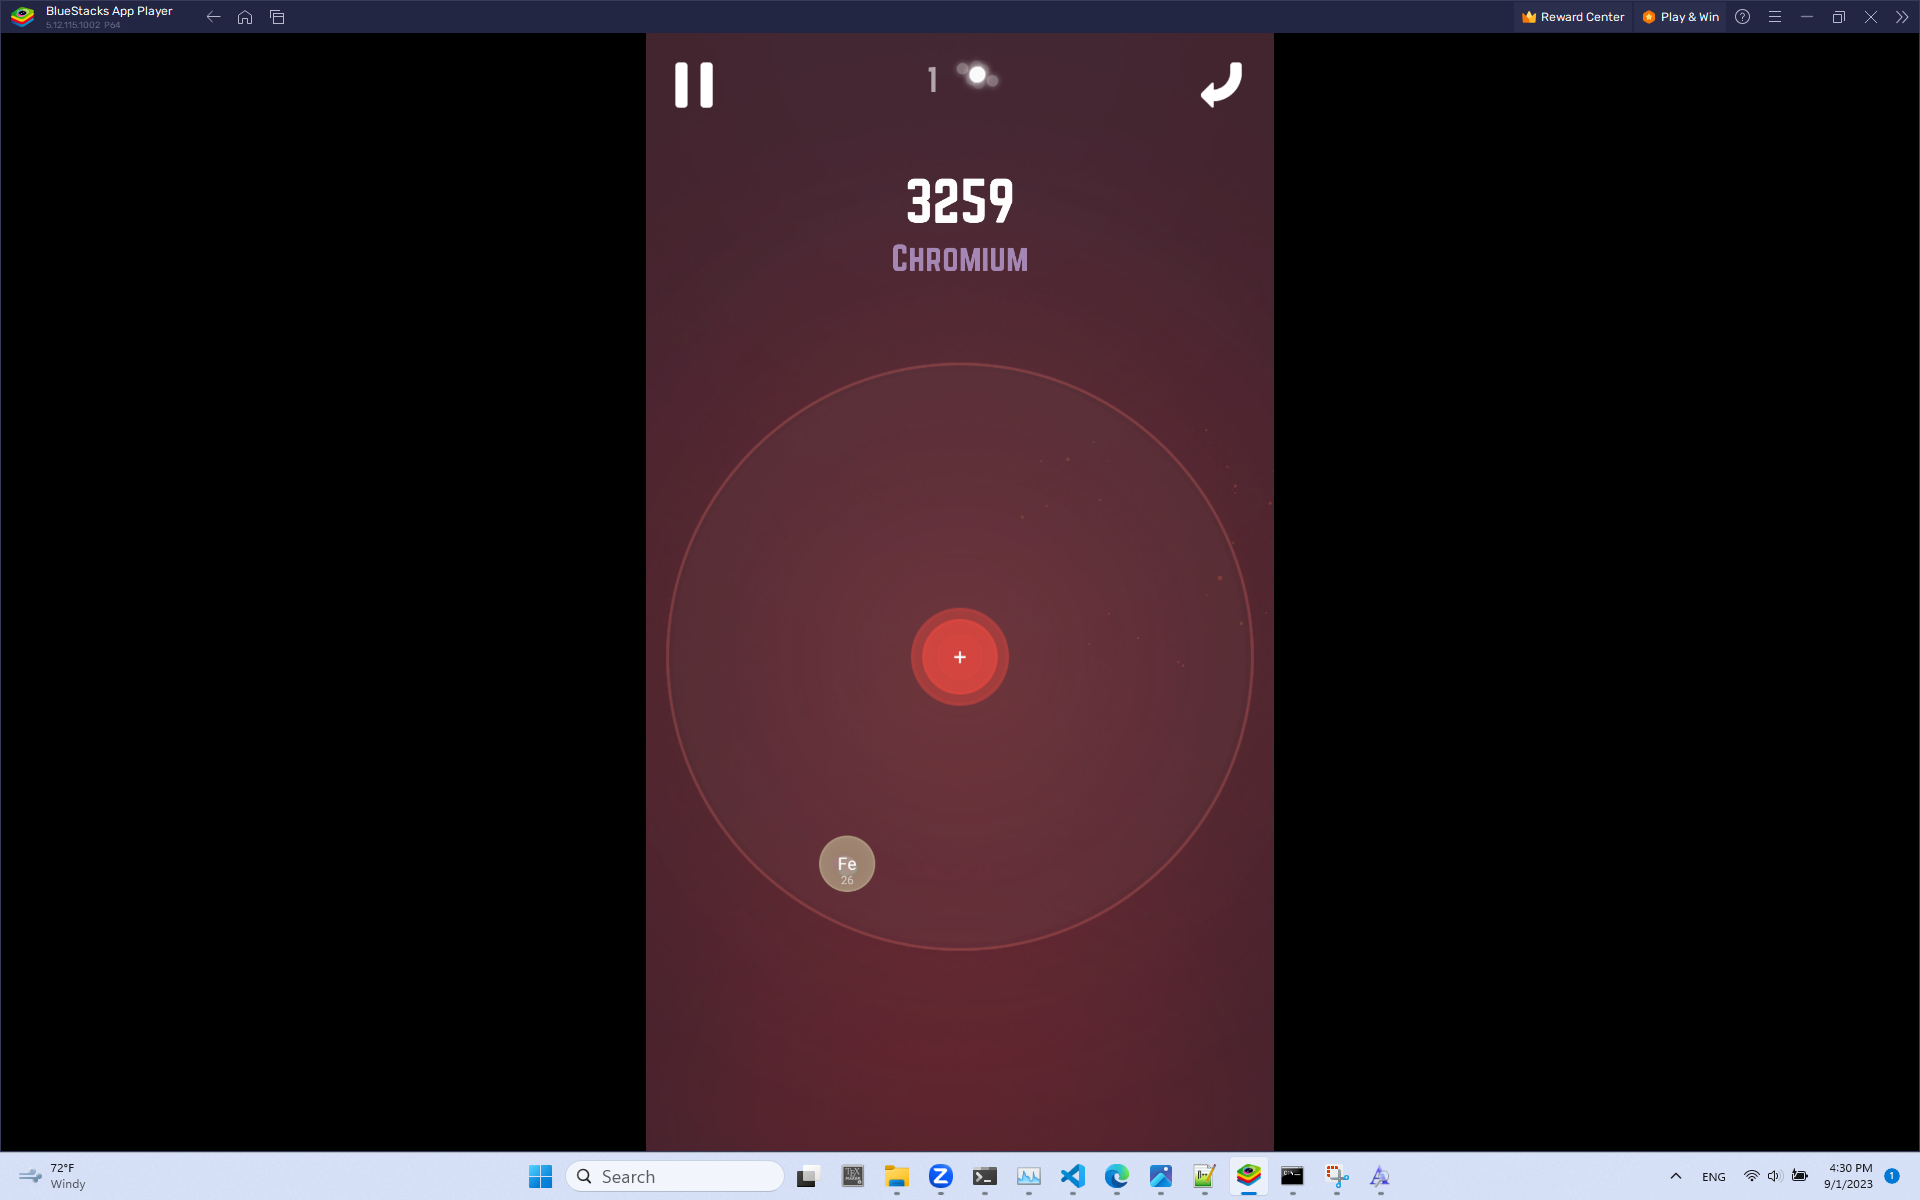 BlueStacks App Player
5.12.115.1002 P64
Reward Center
Play & Win
1
3259
CHROMIUM
+
Fe
26
72°F
Windy
Search
ENG
4:30 PM
9/1/2023
1